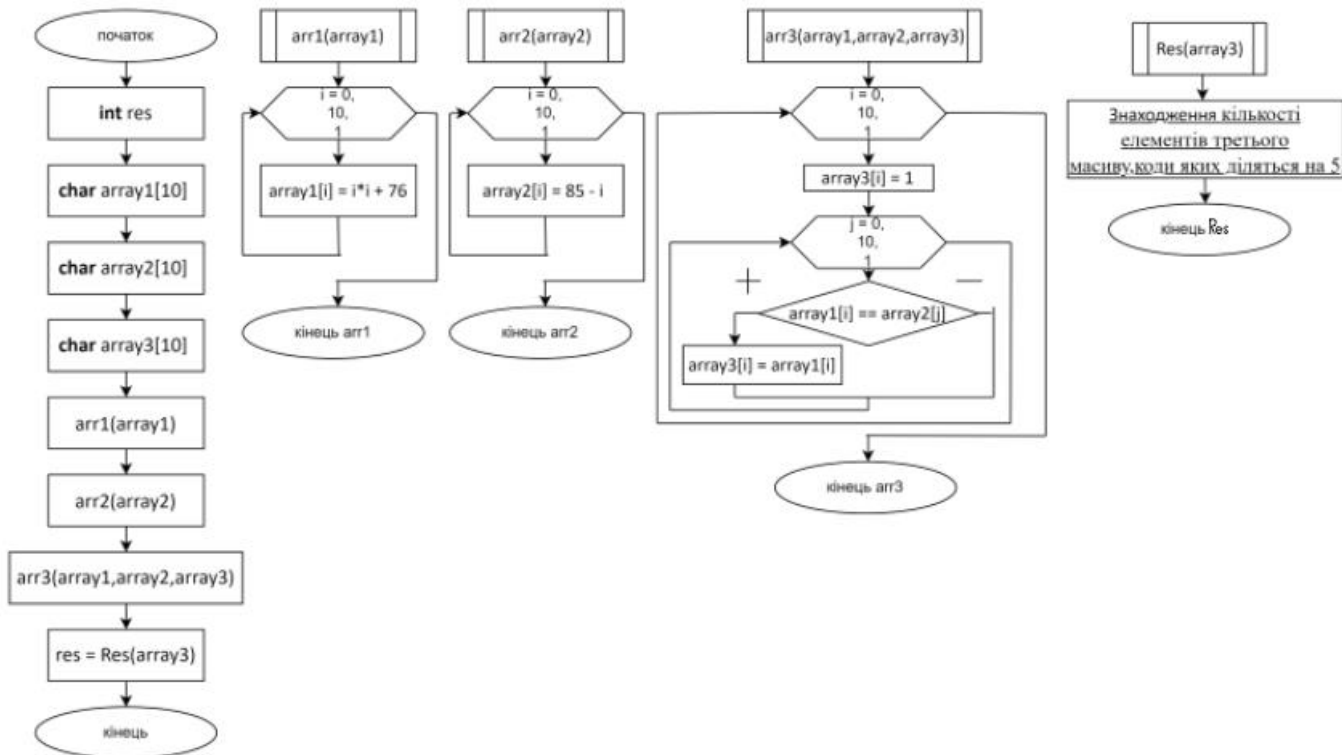 початок
int res
char array1[10]
char array2[10]
char array3[10]
arr1(array1)
arr2(array2)
arr3(array1,array2,array3)
res = Res(array3)
кінець
arr1(array1)
i = 0,
10,
1
array1[i] = i*i + 76
кінець arr1
arr2(array2)
i = 0,
10,
1
array2[i] = 85 - i
кінець arr2
arr3(array1,array2,array3)
i = 0,
10,
1
array3[i] = 1
j = 0,
10,
1
+
—
array1[i] == array2[j]
array3[i] = array1[i]
кінець arr3
Res(array3)
Знаходження кількості
елементів третього
масиву,коди яких діляться на 5
кінець Res